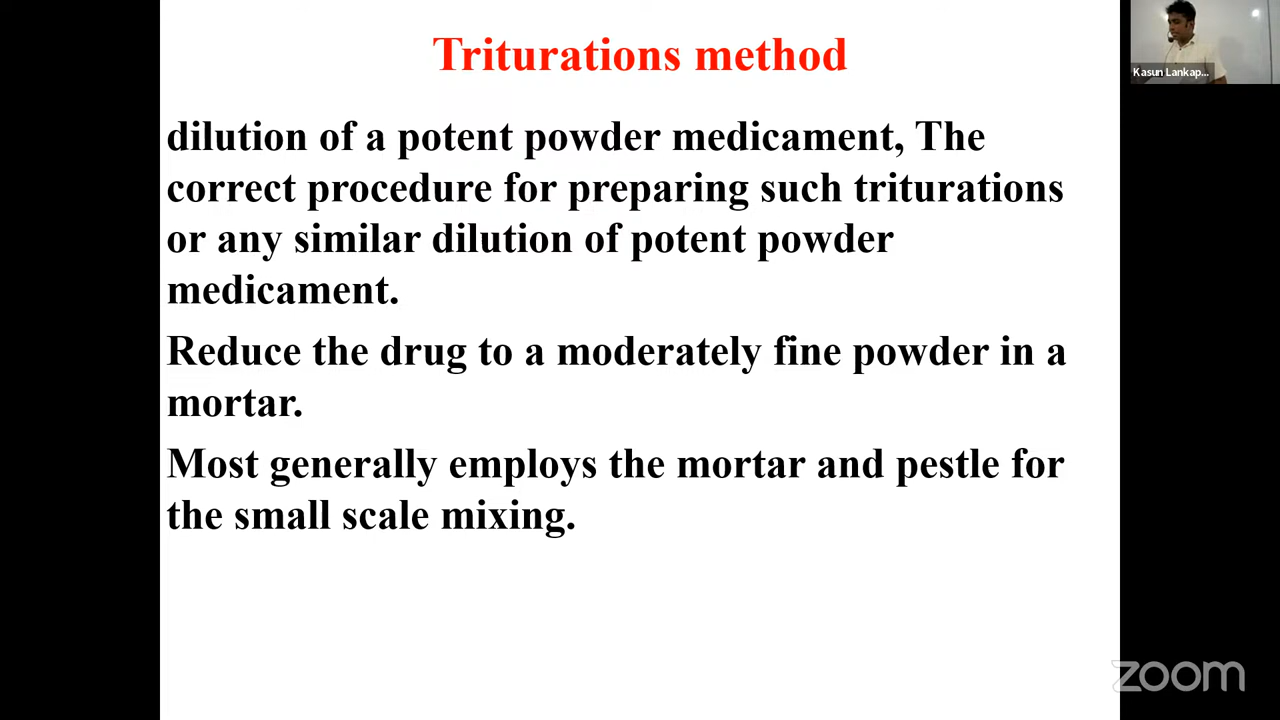 Triturations method
Kasun Lankap...
dilution of a potent powder medicament, The
correct procedure for preparing such triturations
or any similar dilution of potent powder
medicament.
Reduce the drug to a moderately fine powder in a
mortar.
Most generally employs the mortar and pestle for
the small scale mixing.
zoom